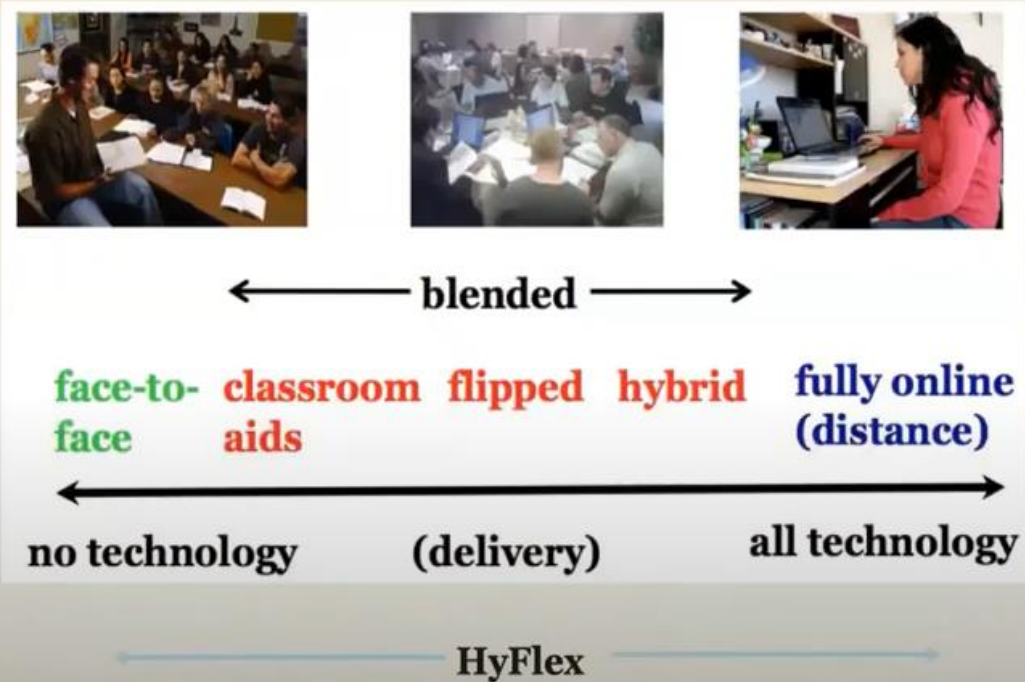 blended
face-to- classroom flipped hybrid fully online
face aids (distance)
no technology (delivery) all technology
HyFlex